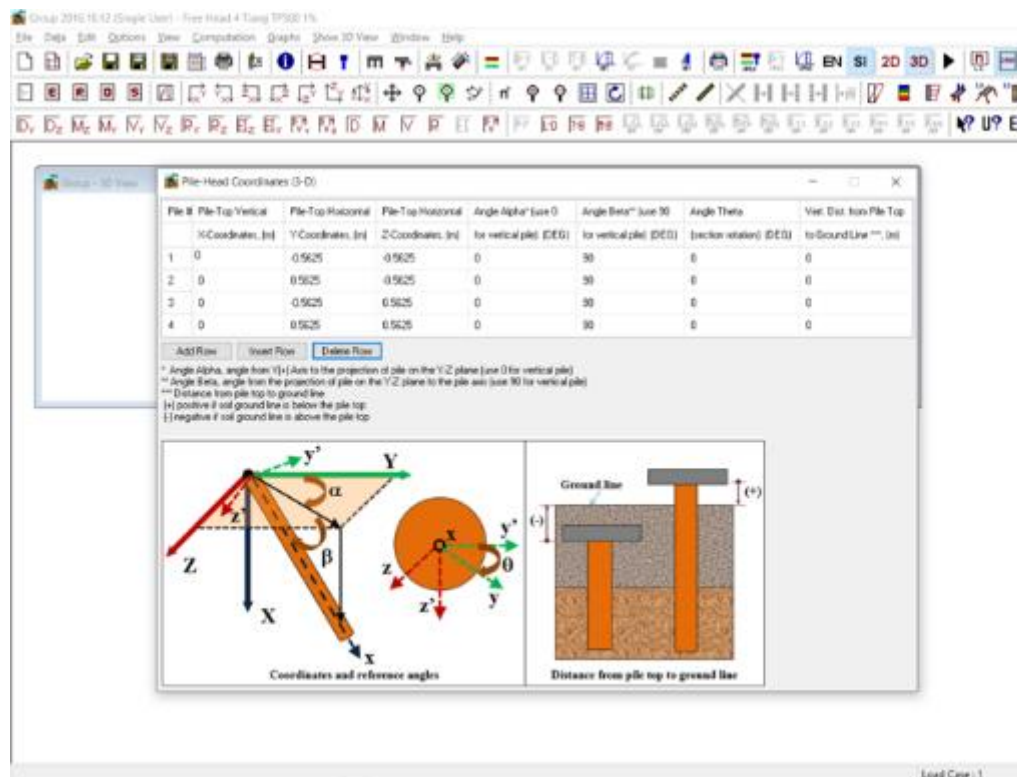 Group 2016.10.12 (Single User) - Free Head 4 Tiang TP500 1%
File Data Edit Options View Computation Graphs Show 3D View Window Help
EN SI 2D 3D
Group - 3D View
Pile-Head Coordinates (3-D)
Pile # Pile-Top Vertical Pile-Top Horizontal Pile-Top Horizontal Angle Alpha* (use 0 Angle Beta** (use 90 Angle Theta Vert. Dist. from Pile Top
X-Coordinates, (m) Y-Coordinates, (m) Z-Coordinates, (m) for vertical pile) (DEG) for vertical pile) (DEG) (section rotation) (DEG) to Ground Line ***, (m)
1 0 -0.5625 -0.5625 0 90 0 0
2 0 0.5625 -0.5625 0 90 0 0
3 0 -0.5625 0.5625 0 90 0 0
4 0 0.5625 0.5625 0 90 0 0
Add Row Insert Row Delete Row
* Angle Alpha, angle from Y(+) Axis to the projection of pile on the Y-Z plane (use 0 for vertical pile)
** Angle Beta, angle from the projection of pile on the Y-Z plane to the pile axis (use 90 for vertical pile)
*** Distance from pile top to ground line
(+) positive if soil ground line is below the pile top
(-) negative if soil ground line is above the pile top
y' Y
α
z'
β
Z
X
x
x y'
z θ
z' y
Coordinates and reference angles
Ground line
(+)
(-)
Distance from pile top to ground line
Load Case : 1